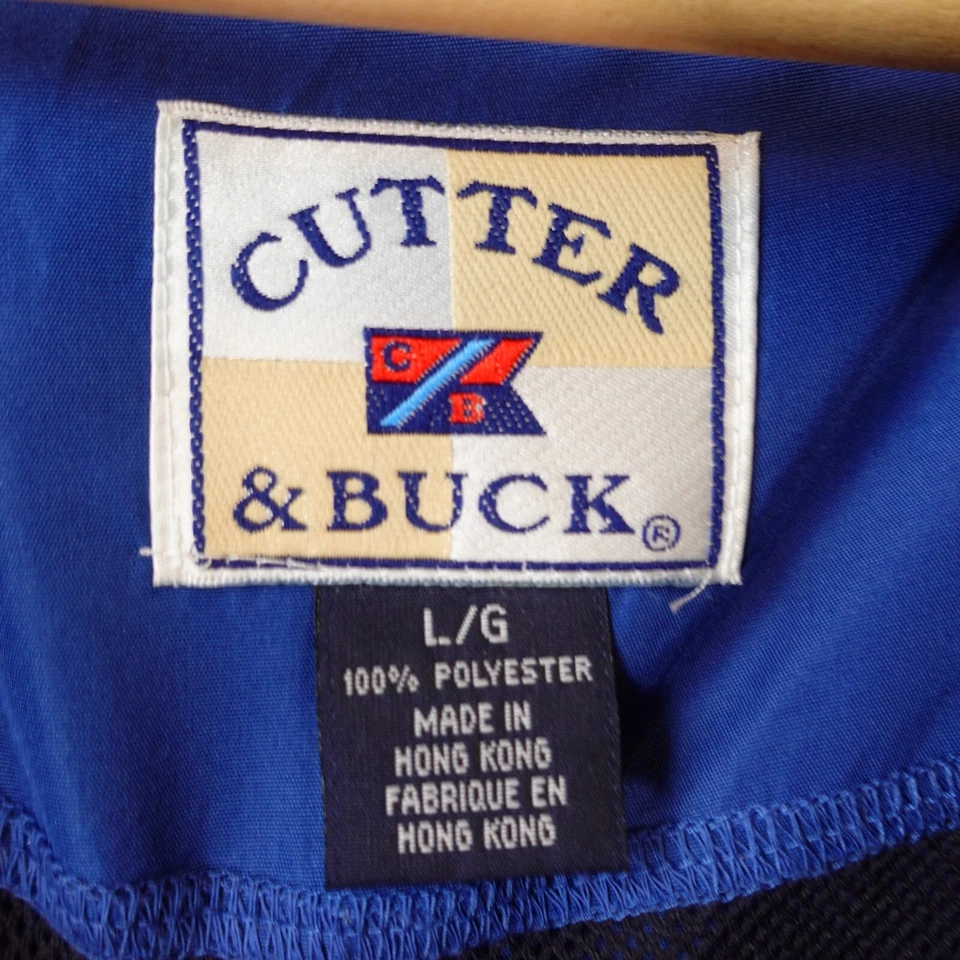 CUTTER
C
B
& BUCK®
L/G
100% POLYESTER
MADE IN
HONG KONG
FABRIQUE EN
HONG KONG